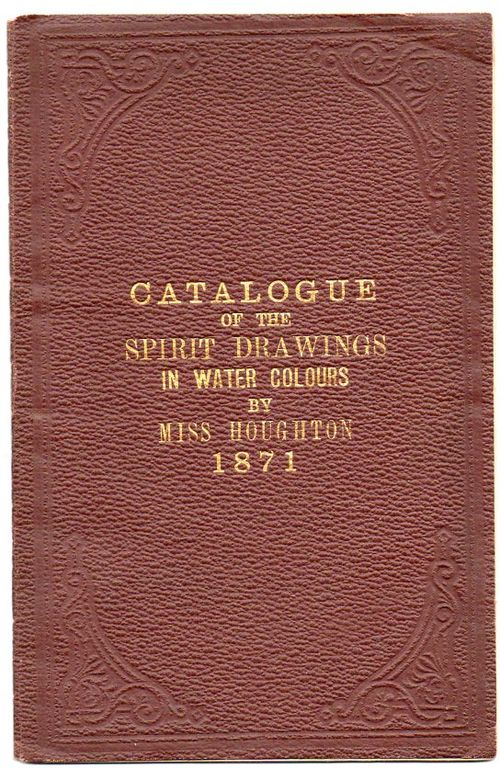 CATALOGUE
OF THE
SPIRIT DRAWINGS
IN WATER COLOURS
BY
MISS HOUGHTON
1871